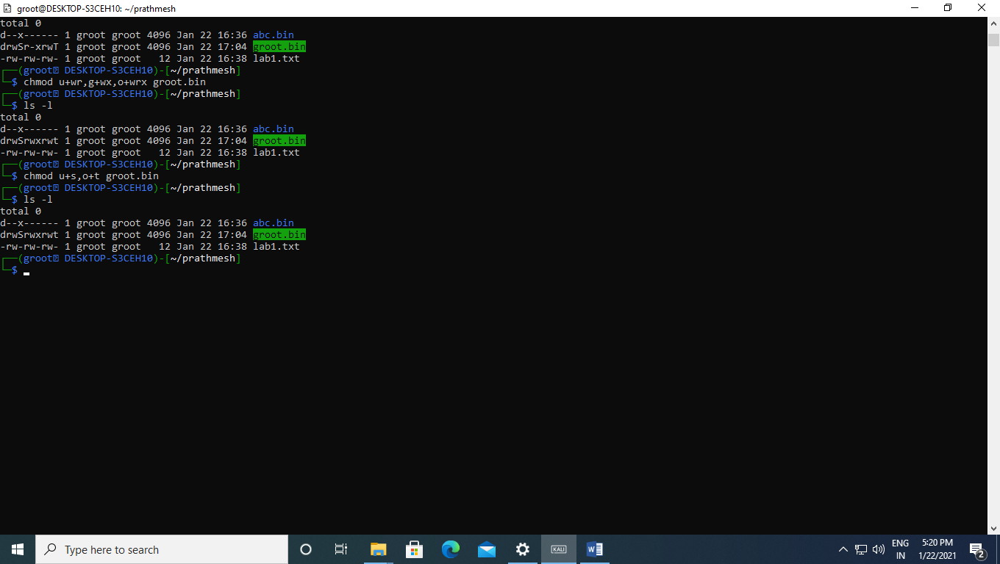 groot@DESKTOP-S3CEH10: ~/prathmesh
total 0
d--x------ 1 groot groot 4096 Jan 22 16:36 abc.bin
drwSr-xrwT 1 groot groot 4096 Jan 22 17:04 groot.bin
-rw-rw-rw- 1 groot groot   12 Jan 22 16:38 lab1.txt
┌──(groot⍰ DESKTOP-S3CEH10)-[~/prathmesh]
└─$ chmod u+wr,g+wx,o+wrx groot.bin
┌──(groot⍰ DESKTOP-S3CEH10)-[~/prathmesh]
└─$ ls -l
total 0
d--x------ 1 groot groot 4096 Jan 22 16:36 abc.bin
drwSrwxrwt 1 groot groot 4096 Jan 22 17:04 groot.bin
-rw-rw-rw- 1 groot groot   12 Jan 22 16:38 lab1.txt
┌──(groot⍰ DESKTOP-S3CEH10)-[~/prathmesh]
└─$ chmod u+s,o+t groot.bin
┌──(groot⍰ DESKTOP-S3CEH10)-[~/prathmesh]
└─$ ls -l
total 0
d--x------ 1 groot groot 4096 Jan 22 16:36 abc.bin
drwSrwxrwt 1 groot groot 4096 Jan 22 17:04 groot.bin
-rw-rw-rw- 1 groot groot   12 Jan 22 16:38 lab1.txt
┌──(groot⍰ DESKTOP-S3CEH10)-[~/prathmesh]
└─$
Type here to search
KALI
W
ENG
IN
5:20 PM
1/22/2021
2